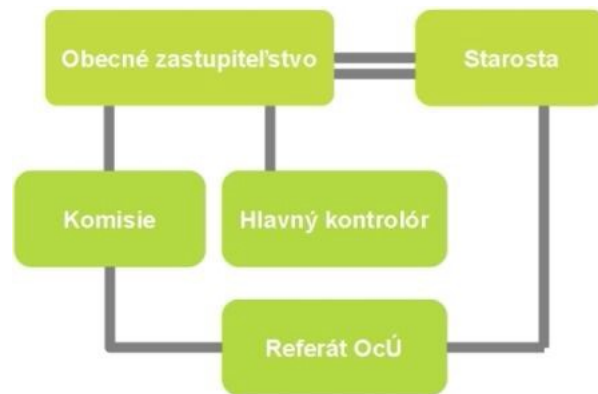 Obecné zastupiteľstvo
Starosta
Komisie
Hlavný kontrolór
Referát OcÚ